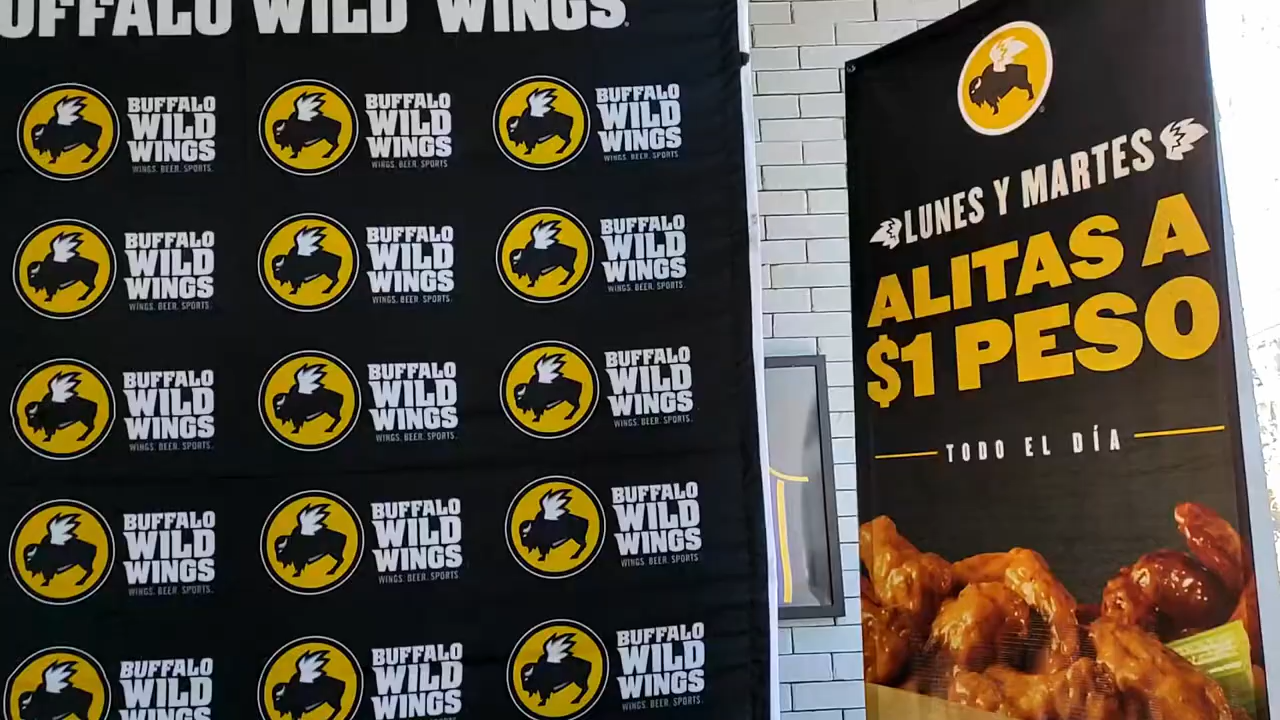 BUFFALO WILD WINGS
BUFFALO
WILD
WINGS
WINGS. BEER. SPORTS.
BUFFALO
WILD
WINGS
WINGS. BEER. SPORTS.
BUFFALO
WILD
WINGS
WINGS. BEER. SPORTS.
BUFFALO
WILD
WINGS
WINGS. BEER. SPORTS.
BUFFALO
WILD
WINGS
WINGS. BEER. SPORTS.
BUFFALO
WILD
WINGS
WINGS. BEER. SPORTS.
BUFFALO
WILD
WINGS
WINGS. BEER. SPORTS.
BUFFALO
WILD
WINGS
WINGS. BEER. SPORTS.
BUFFALO
WILD
WINGS
WINGS. BEER. SPORTS.
BUFFALO
WILD
WINGS
WINGS. BEER. SPORTS.
BUFFALO
WILD
WINGS
WINGS. BEER. SPORTS
BUFFALO
WILD
WINGS
WINGS. BEER. SPORTS.
BUFFALO
WILD
WINGS
BUFFALO
WILD
WINGS
BUFFALO
WILD
WINGS
LUNES Y MARTES
ALITAS A
$1 PESO
TODO EL DÍA